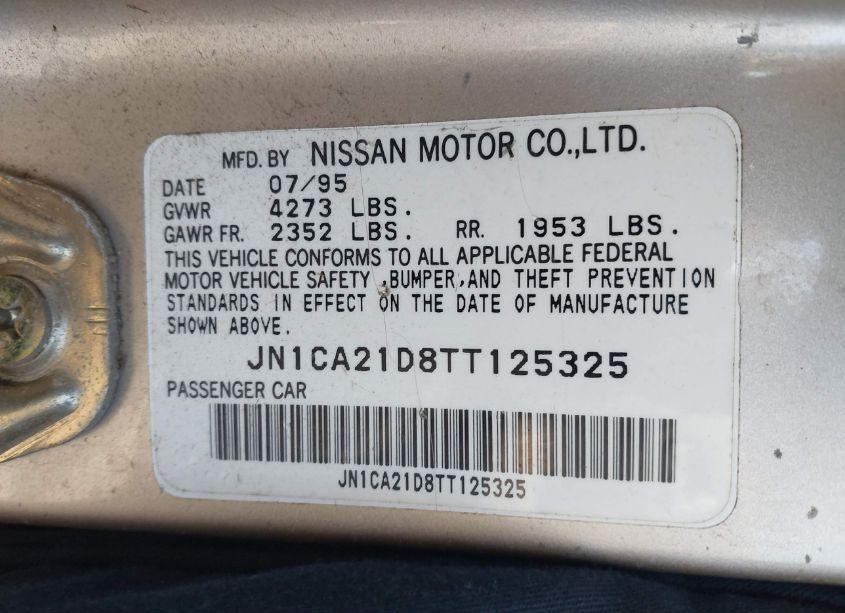 MFD. BY NISSAN MOTOR CO.,LTD.
DATE 07/95
GVWR 4273 LBS.
GAWR FR. 2352 LBS. RR. 1953 LBS.
THIS VEHICLE CONFORMS TO ALL APPLICABLE FEDERAL
MOTOR VEHICLE SAFETY ,BUMPER,AND THEFT PREVENTION
STANDARDS IN EFFECT ON THE DATE OF MANUFACTURE
SHOWN ABOVE.
JN1CA21D8TT125325
PASSENGER CAR
JN1CA21D8TT125325